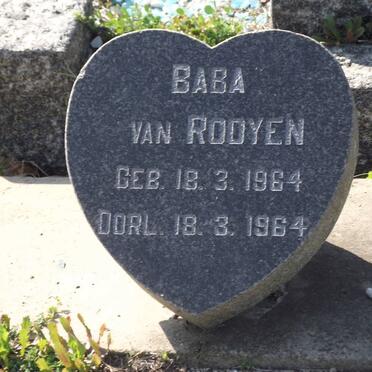 BABA
VAN ROOYEN
GEB. 18. 3. 1964
OORL. 18. 3. 1964